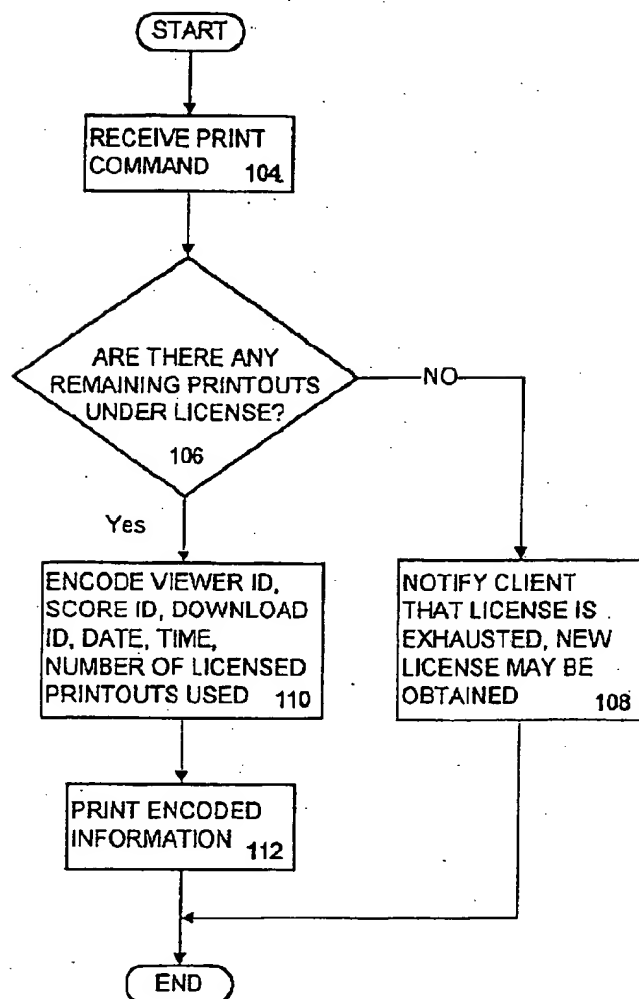 START
RECEIVE PRINT
COMMAND
104
ARE THERE ANY
REMAINING PRINTOUTS
UNDER LICENSE?
106
NO
Yes
ENCODE VIEWER ID,
SCORE ID, DOWNLOAD
ID, DATE, TIME,
NUMBER OF LICENSED
PRINTOUTS USED
110
NOTIFY CLIENT
THAT LICENSE IS
EXHAUSTED, NEW
LICENSE MAY BE
OBTAINED
108
PRINT ENCODED
INFORMATION
112
END